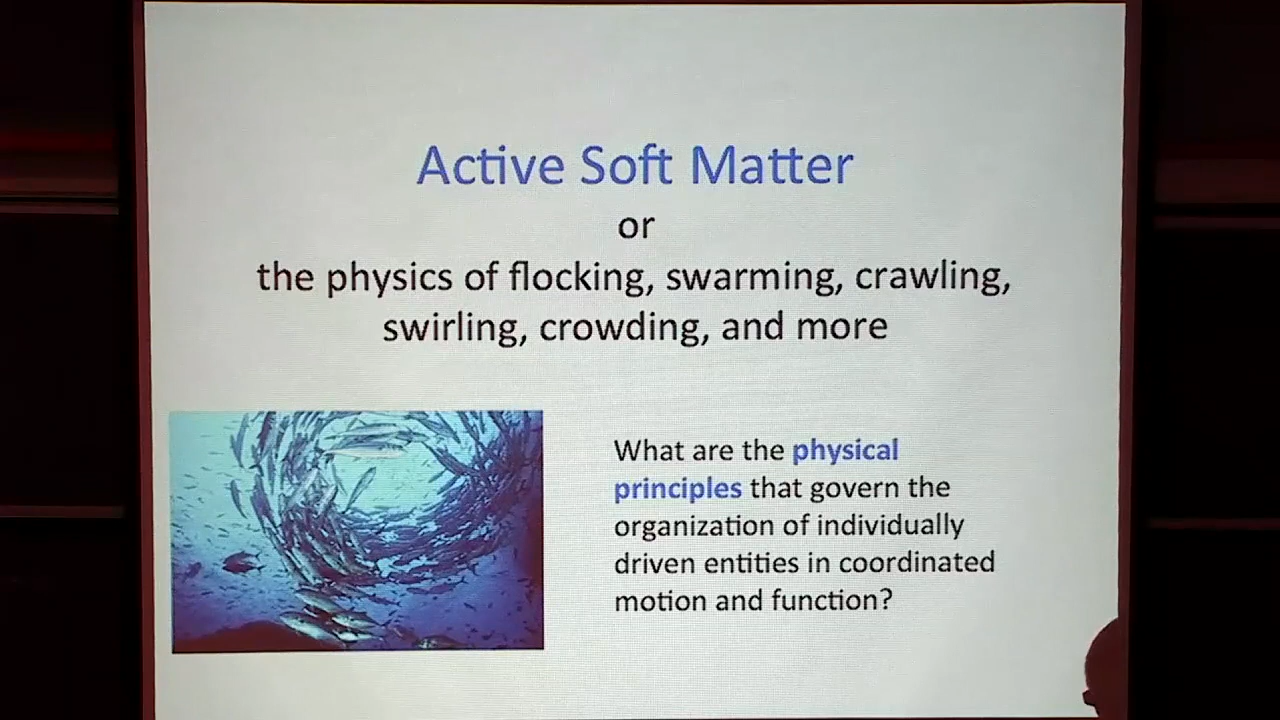 Active Soft Matter
or
the physics of flocking, swarming, crawling,
swirling, crowding, and more
What are the physical
principles that govern the
organization of individually
driven entities in coordinated
motion and function?